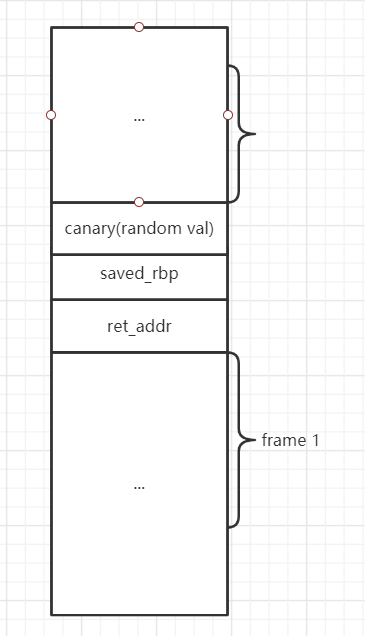 ...
canary(random val)
saved_rbp
ret_addr
frame 1
...